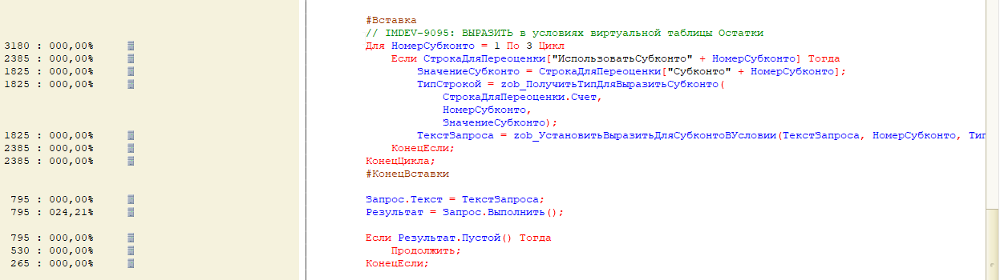 #Вставка
// IMDEV-9095: ВЫРАЗИТЬ в условиях виртуальной таблицы Остатки
3180 : 000,00% Для НомерСубконто = 1 По 3 Цикл
2385 : 000,00% Если СтрокаДляПереоценки["ИспользоватьСубконто" + НомерСубконто] Тогда
1825 : 000,00% ЗначениеСубконто = СтрокаДляПереоценки["Субконто" + НомерСубконто];
1825 : 000,00% ТипСтрокой = zob_ПолучитьТипДляВыразитьСубконто(
СтрокаДляПереоценки.Счет,
НомерСубконто,
ЗначениеСубконто);
1825 : 000,00% ТекстЗапроса = zob_УстановитьВыразитьДляСубконтоВУсловии(ТекстЗапроса, НомерСубконто, Тип
2385 : 000,00% КонецЕсли;
2385 : 000,00% КонецЦикла;
#КонецВставки
795 : 000,00% Запрос.Текст = ТекстЗапроса;
795 : 024,21% Результат = Запрос.Выполнить();
795 : 000,00% Если Результат.Пустой() Тогда
530 : 000,00% Продолжить;
265 : 000,00% КонецЕсли;